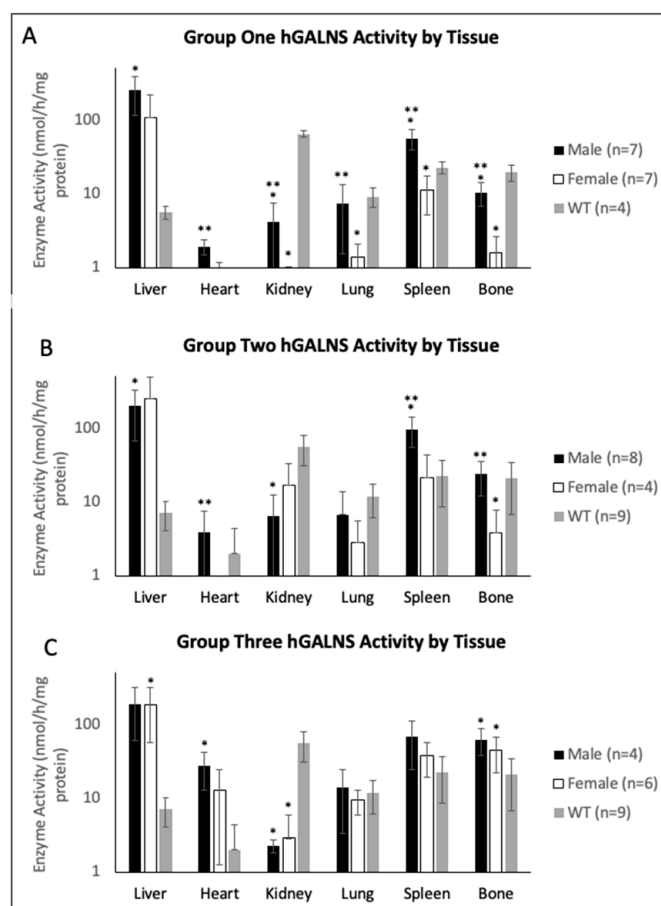 A
Group One hGALNS Activity by Tissue
Enzyme Activity (nmol/h/mg
protein)
100
10
1
*
**
**
*
*
**
*
**
*
*
**
*
*
Liver Heart Kidney Lung Spleen Bone
Male (n=7)
Female (n=7)
WT (n=4)
B
Group Two hGALNS Activity by Tissue
Enzyme Activity (nmol/h/mg
protein)
100
10
1
*
**
*
**
*
**
*
Liver Heart Kidney Lung Spleen Bone
Male (n=8)
Female (n=4)
WT (n=9)
C
Group Three hGALNS Activity by Tissue
Enzyme Activity (nmol/h/mg
protein)
100
10
1
*
*
*
*
*
*
Liver Heart Kidney Lung Spleen Bone
Male (n=4)
Female (n=6)
WT (n=9)